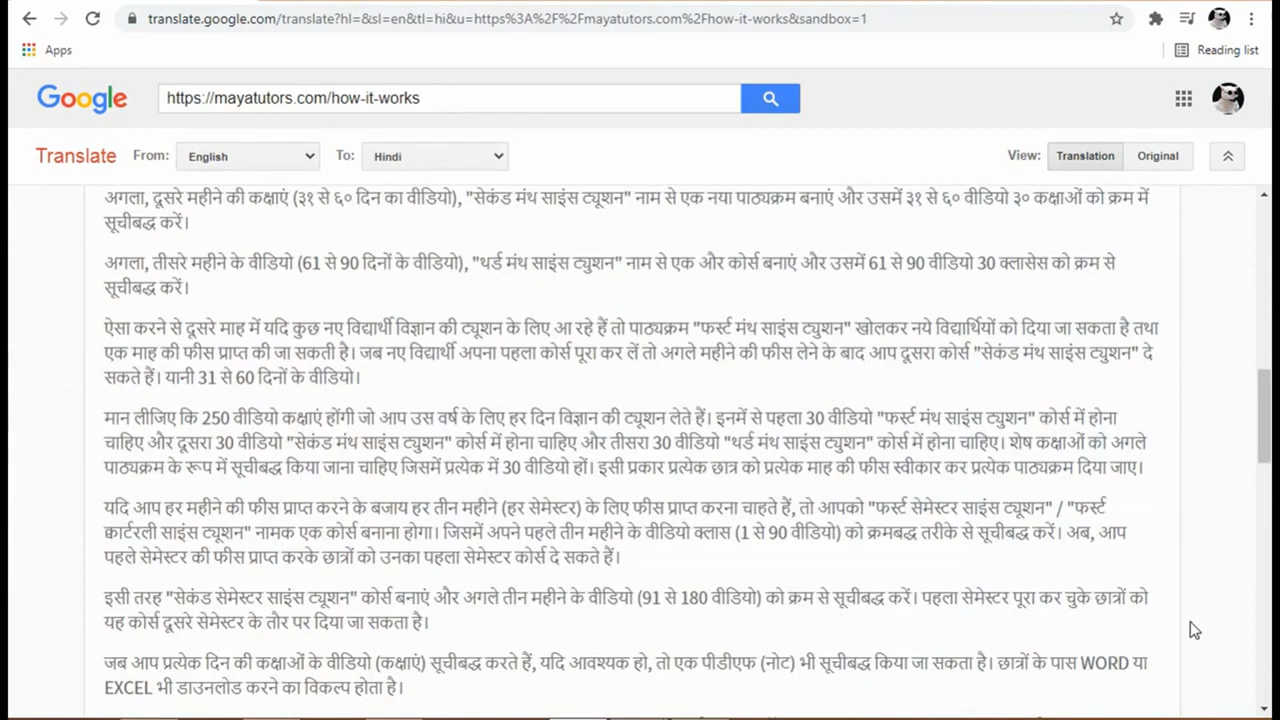 translate.google.com/translate?hl=&sl=en&tl=hi&u=https%3A%2F%2Fmayatutors.com%2Fhow-it-works&sandbox=1
Apps
Reading list
Google
https://mayatutors.com/how-it-works
Translate From: English To: Hindi View: Translation Original
अगला, दूसरे महीने की कक्षाएं (३१ से ६० दिन का वीडियो), "सेकंड मंथ साइंस ट्यूशन" नाम से एक नया पाठ्यक्रम बनाएं और उसमें ३१ से ६० वीडियो ३० कक्षाओं को क्रम में
सूचीबद्ध करें।
अगला, तीसरे महीने के वीडियो (61 से 90 दिनों के वीडियो), "थर्ड मंथ साइंस ट्युशन" नाम से एक और कोर्स बनाएं और उसमें 61 से 90 वीडियो 30 क्लासेस को क्रम से
सूचीबद्ध करें।
ऐसा करने से दूसरे माह में यदि कुछ नए विद्यार्थी विज्ञान की ट्यूशन के लिए आ रहे हैं तो पाठ्यक्रम "फर्स्ट मंथ साइंस ट्युशन" खोलकर नये विद्यार्थियों को दिया जा सकता है तथा
एक माह की फीस प्राप्त की जा सकती है। जब नए विद्यार्थी अपना पहला कोर्स पूरा कर लें तो अगले महीने की फीस लेने के बाद आप दूसरा कोर्स "सेकंड मंथ साइंस ट्युशन" दे
सकते हैं। यानी 31 से 60 दिनों के वीडियो।
मान लीजिए कि 250 वीडियो कक्षाएं होंगी जो आप उस वर्ष के लिए हर दिन विज्ञान की ट्यूशन लेते हैं। इनमें से पहला 30 वीडियो "फर्स्ट मंथ साइंस ट्युशन" कोर्स में होना
चाहिए और दूसरा 30 वीडियो "सेकंड मंथ साइंस ट्युशन" कोर्स में होना चाहिए और तीसरा 30 वीडियो "थर्ड मंथ साइंस ट्युशन" कोर्स में होना चाहिए। शेष कक्षाओं को अगले
पाठ्यक्रम के रूप में सूचीबद्ध किया जाना चाहिए जिसमें प्रत्येक में 30 वीडियो हों। इसी प्रकार प्रत्येक छात्र को प्रत्येक माह की फीस स्वीकार कर प्रत्येक पाठ्यक्रम दिया जाए।
यदि आप हर महीने की फीस प्राप्त करने के बजाय हर तीन महीने (हर सेमेस्टर) के लिए फीस प्राप्त करना चाहते हैं, तो आपको "फर्स्ट सेमेस्टर साइंस ट्यूशन" / "फर्स्ट
क्वार्टरली साइंस ट्यूशन" नामक एक कोर्स बनाना होगा। जिसमें अपने पहले तीन महीने के वीडियो क्लास (1 से 90 वीडियो) को क्रमबद्ध तरीके से सूचीबद्ध करें। अब, आप
पहले सेमेस्टर की फीस प्राप्त करके छात्रों को उनका पहला सेमेस्टर कोर्स दे सकते हैं।
इसी तरह "सेकंड सेमेस्टर साइंस ट्यूशन" कोर्स बनाएं और अगले तीन महीने के वीडियो (91 से 180 वीडियो) को क्रम से सूचीबद्ध करें। पहला सेमेस्टर पूरा कर चुके छात्रों को
यह कोर्स दूसरे सेमेस्टर के तौर पर दिया जा सकता है।
जब आप प्रत्येक दिन की कक्षाओं के वीडियो (कक्षाएं) सूचीबद्ध करते हैं, यदि आवश्यक हो, तो एक पीडीएफ (नोट) भी सूचीबद्ध किया जा सकता है। छात्रों के पास WORD या
EXCEL भी डाउनलोड करने का विकल्प होता है।